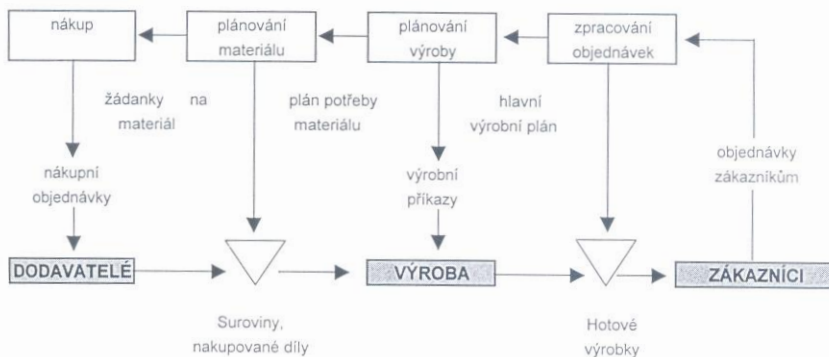 nákup
plánování
materiálu
plánování
výroby
zpracování
objednávek
žádanky na
materiál
plán potřeby
materiálu
hlavní
výrobní plán
nákupní
objednávky
výrobní
příkazy
objednávky
zákazníkům
DODAVATELÉ
VÝROBA
ZÁKAZNÍCI
Suroviny,
nakupované díly
Hotové
výrobky